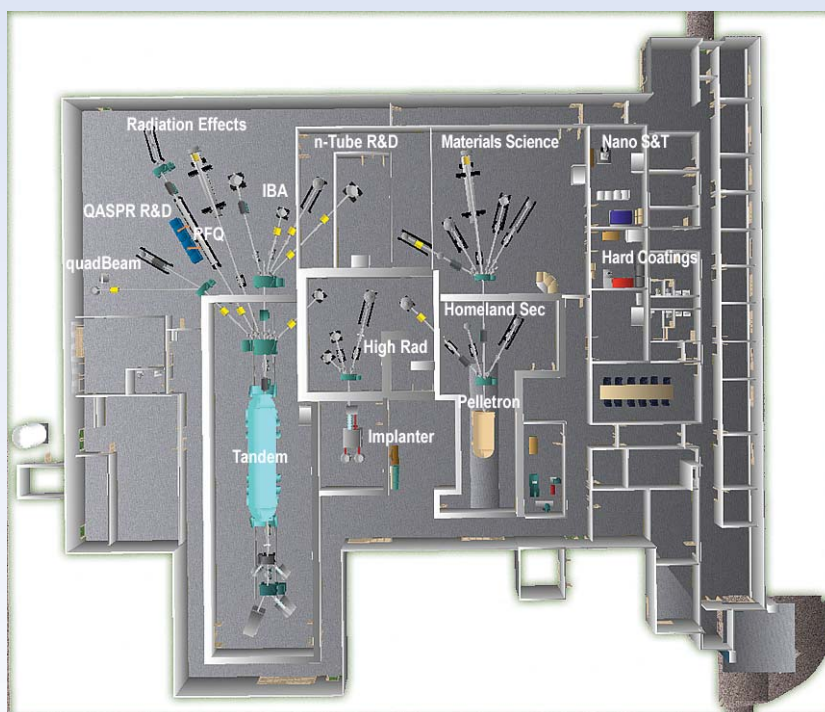 Radiation Effects
n-Tube R&D
Materials Science
Nano S&T
IBA
QASPR R&D
RFQ
quadBeam
Hard Coatings
Homeland Sec
High Rad
Pelletron
Implanter
Tandem